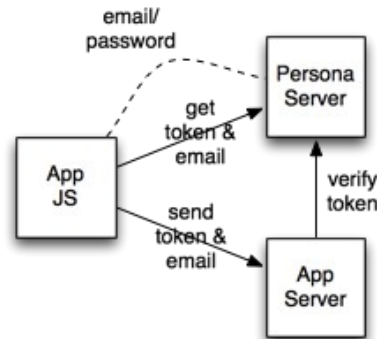 email/
password
Persona
Server
get
token &
email
App
JS
verify
token
send
token &
email
App
Server